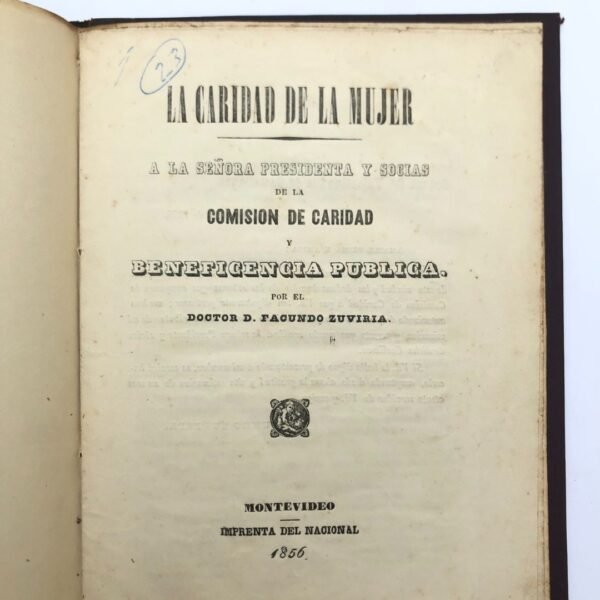 23
LA CARIDAD DE LA MUJER
A LA SEÑORA PRESIDENTA Y SOCIAS
DE LA
COMISION DE CARIDAD
Y
BENEFICENCIA PUBLICA.
POR EL
DOCTOR D. FACUNDO ZUVIRIA.
MONTEVIDEO
IMPRENTA DEL NACIONAL
1856.